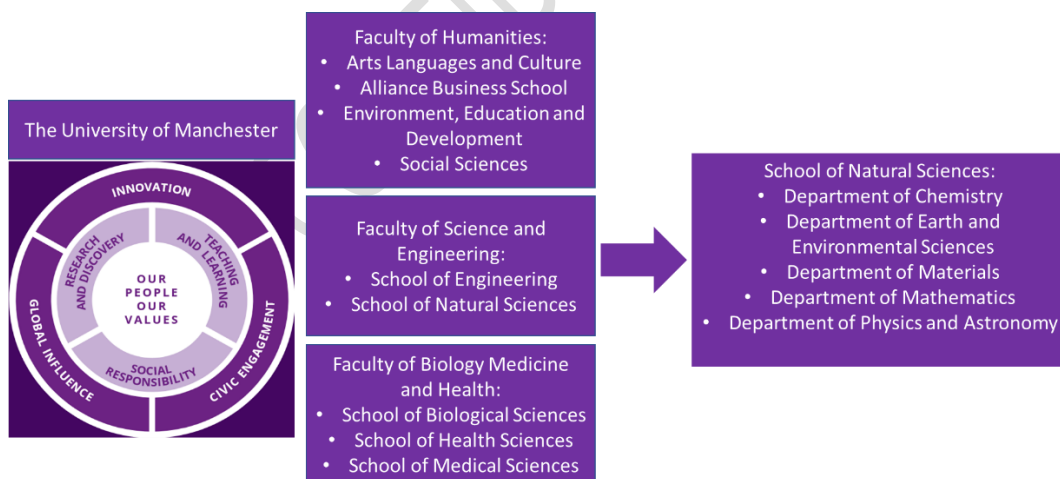 The University of Manchester
INNOVATION
RESEARCH
AND DISCOVERY
TEACHING
AND LEARNING
OUR
PEOPLE
OUR
VALUES
SOCIAL
RESPONSIBILITY
GLOBAL INFLUENCE
CIVIC ENGAGEMENT
Faculty of Humanities:
• Arts Languages and Culture
• Alliance Business School
• Environment, Education and
Development
• Social Sciences
Faculty of Science and
Engineering:
• School of Engineering
• School of Natural Sciences
Faculty of Biology Medicine
and Health:
• School of Biological Sciences
• School of Health Sciences
• School of Medical Sciences
School of Natural Sciences:
• Department of Chemistry
• Department of Earth and
Environmental Sciences
• Department of Materials
• Department of Mathematics
• Department of Physics and Astronomy